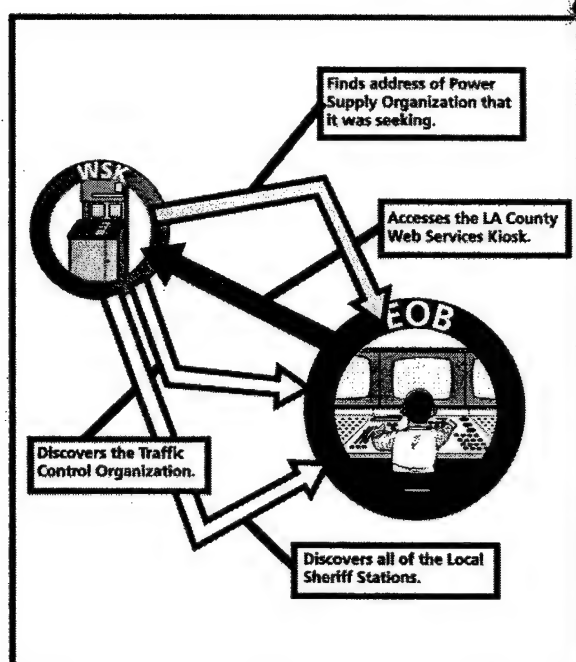 Finds address of Power
Supply Organization that
it was seeking.
WSK
Accesses the LA County
Web Services Kiosk.
EOB
Discovers the Traffic
Control Organization.
Discovers all of the Local
Sheriff Stations.